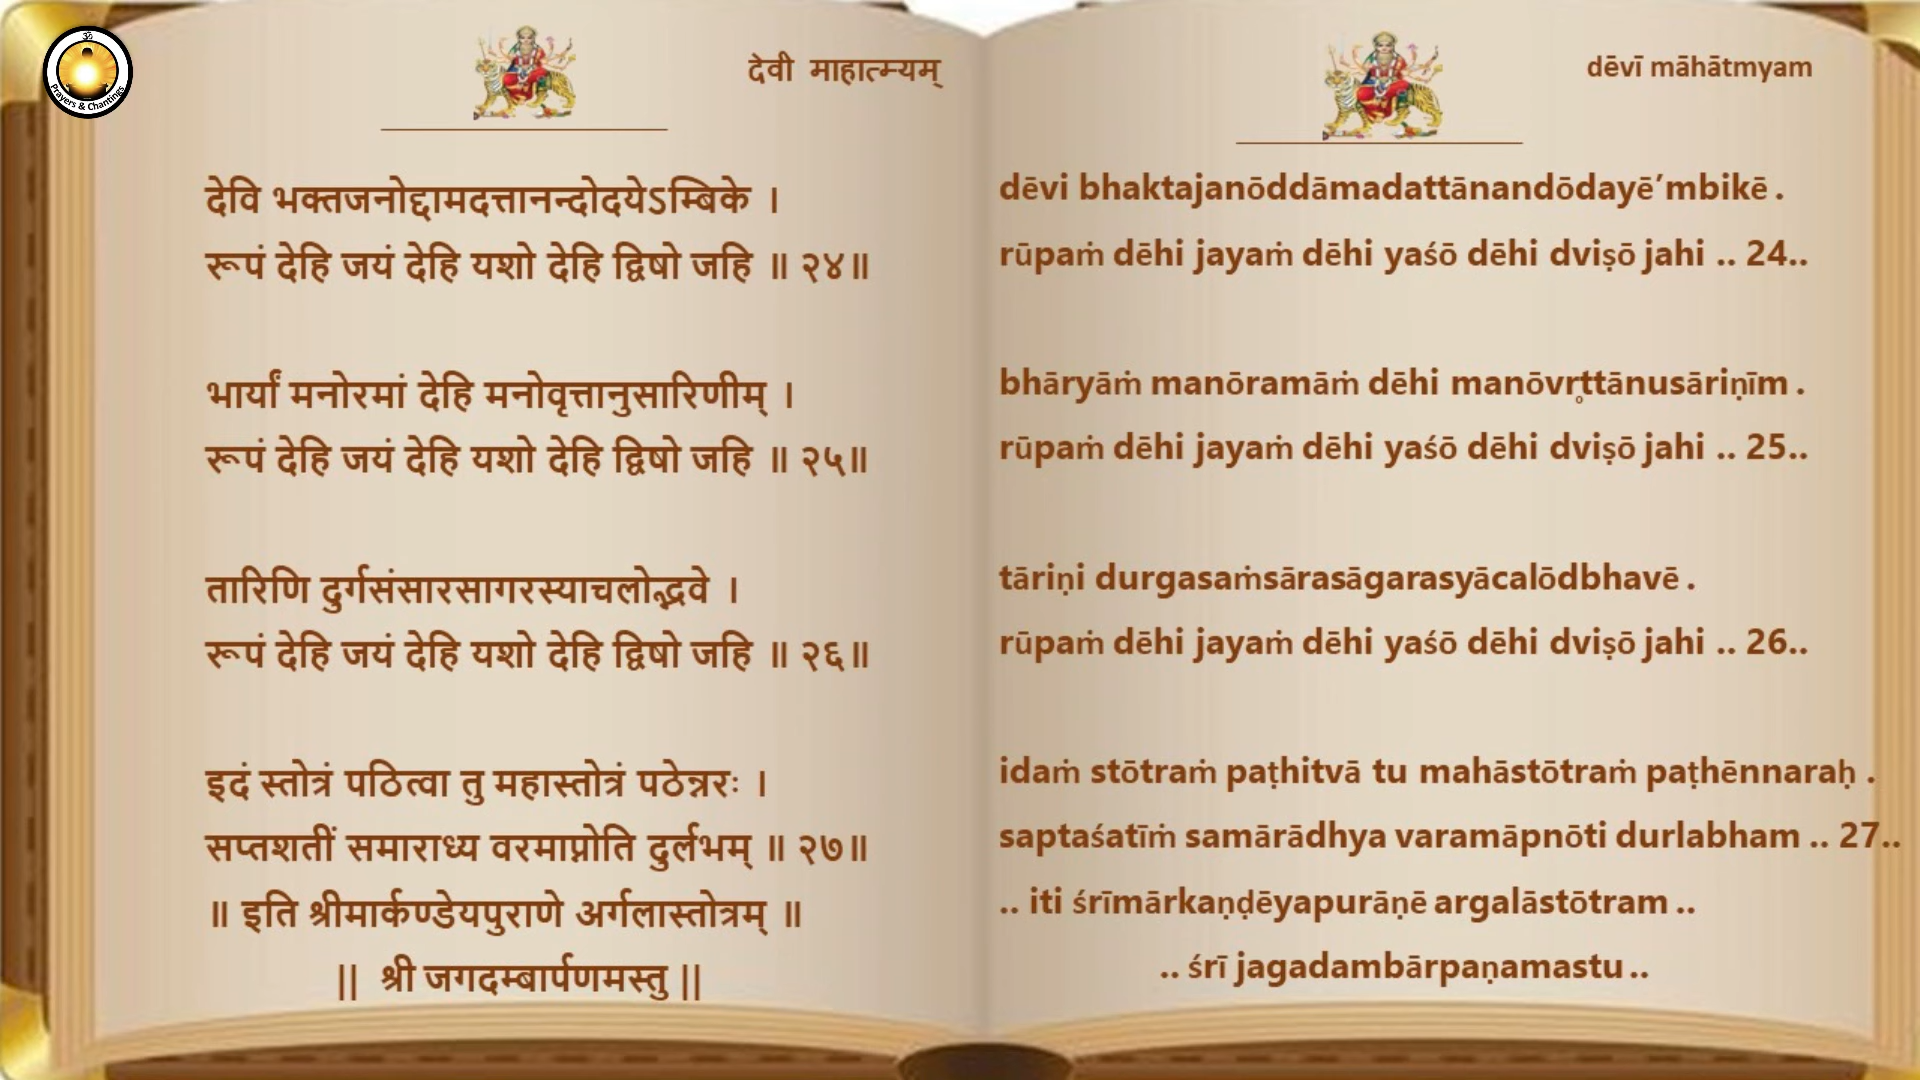 ॐ
Prayers & Chantings
देवी माहात्म्यम्
देवि भक्तजनोद्दामदत्तानन्दोदयेऽम्बिके ।
रूपं देहि जयं देहि यशो देहि द्विषो जहि ॥ २४॥
भार्यां मनोरमां देहि मनोवृत्तानुसारिणीम् ।
रूपं देहि जयं देहि यशो देहि द्विषो जहि ॥ २५॥
तारिणि दुर्गसंसारसागरस्याचलोद्भवे ।
रूपं देहि जयं देहि यशो देहि द्विषो जहि ॥ २६॥
इदं स्तोत्रं पठित्वा तु महास्तोत्रं पठेन्नरः ।
सप्तशतीं समाराध्य वरमाप्नोति दुर्लभम् ॥ २७॥
॥ इति श्रीमार्कण्डेयपुराणे अर्गलास्तोत्रम् ॥
|| श्री जगदम्बार्पणमस्तु ||
dēvī māhātmyam
dēvi bhaktajanōddāmadattānandōdayē’mbikē .
rūpaṁ dēhi jayaṁ dēhi yaśō dēhi dviṣō jahi .. 24..
bhāryāṁ manōramāṁ dēhi manōvr̥ttānusāriṇīm .
rūpaṁ dēhi jayaṁ dēhi yaśō dēhi dviṣō jahi .. 25..
tāriṇi durgasaṁsārasāgarasyācalōdbhavē .
rūpaṁ dēhi jayaṁ dēhi yaśō dēhi dviṣō jahi .. 26..
idaṁ stōtraṁ paṭhitvā tu mahāstōtraṁ paṭhēnnaraḥ .
saptaśatīṁ samārādhya varamāpnōti durlabham .. 27..
.. iti śrīmārkaṇḍēyapurāṇē argalāstōtram ..
.. śrī jagadambārpaṇamastu ..